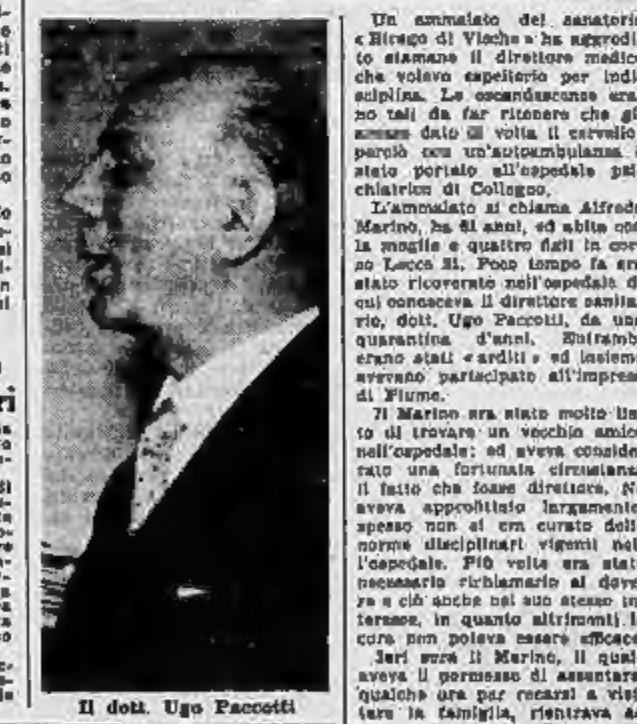 Un ammalato del sanatorio
« Birago di Vische » ha aggredi-
to stamane il direttore medico
che voleva espellerlo per indi-
sciplina. Le escandescenze era-
no tali da far ritenere che gli
dato di volta il cervello:
perciò con un'autoambulanza è
stato portato all'ospedale psi-
chiatrico di Collegno.
L'ammalato si chiama Alfredo
Marino, ha 61 anni, ed abita con
la moglie e quattro figli in cor-
so Lecce 31. Poco tempo fa era
stato ricoverato nell'ospedale di
cui conosceva il direttore sanita-
rio, dott. Ugo Paccotti, da una
quarantina d'anni. Entrambi
erano stati « arditi » ed insieme
avevano partecipato all'impresa
di Fiume.
Il Marino era stato molto lie-
to di trovare un vecchio amico
nell'ospedale: ed aveva conside-
rato una fortunata circostanza
il fatto che fosse direttore. Ne
aveva approfittato largamente:
spesso non si era curato delle
norme disciplinari vigenti nel-
l'ospedale. Più volte era stato
necessario richiamarlo al dove-
re e ciò anche nel suo stesso in-
teresse, in quanto altrimenti la
cura non poteva essere efficace.
Ieri sera il Marino, il quale
aveva il permesso di assentarsi
qualche ora per recarsi a visi-
tare la famiglia, rientrava
Il dott. Ugo Paccotti